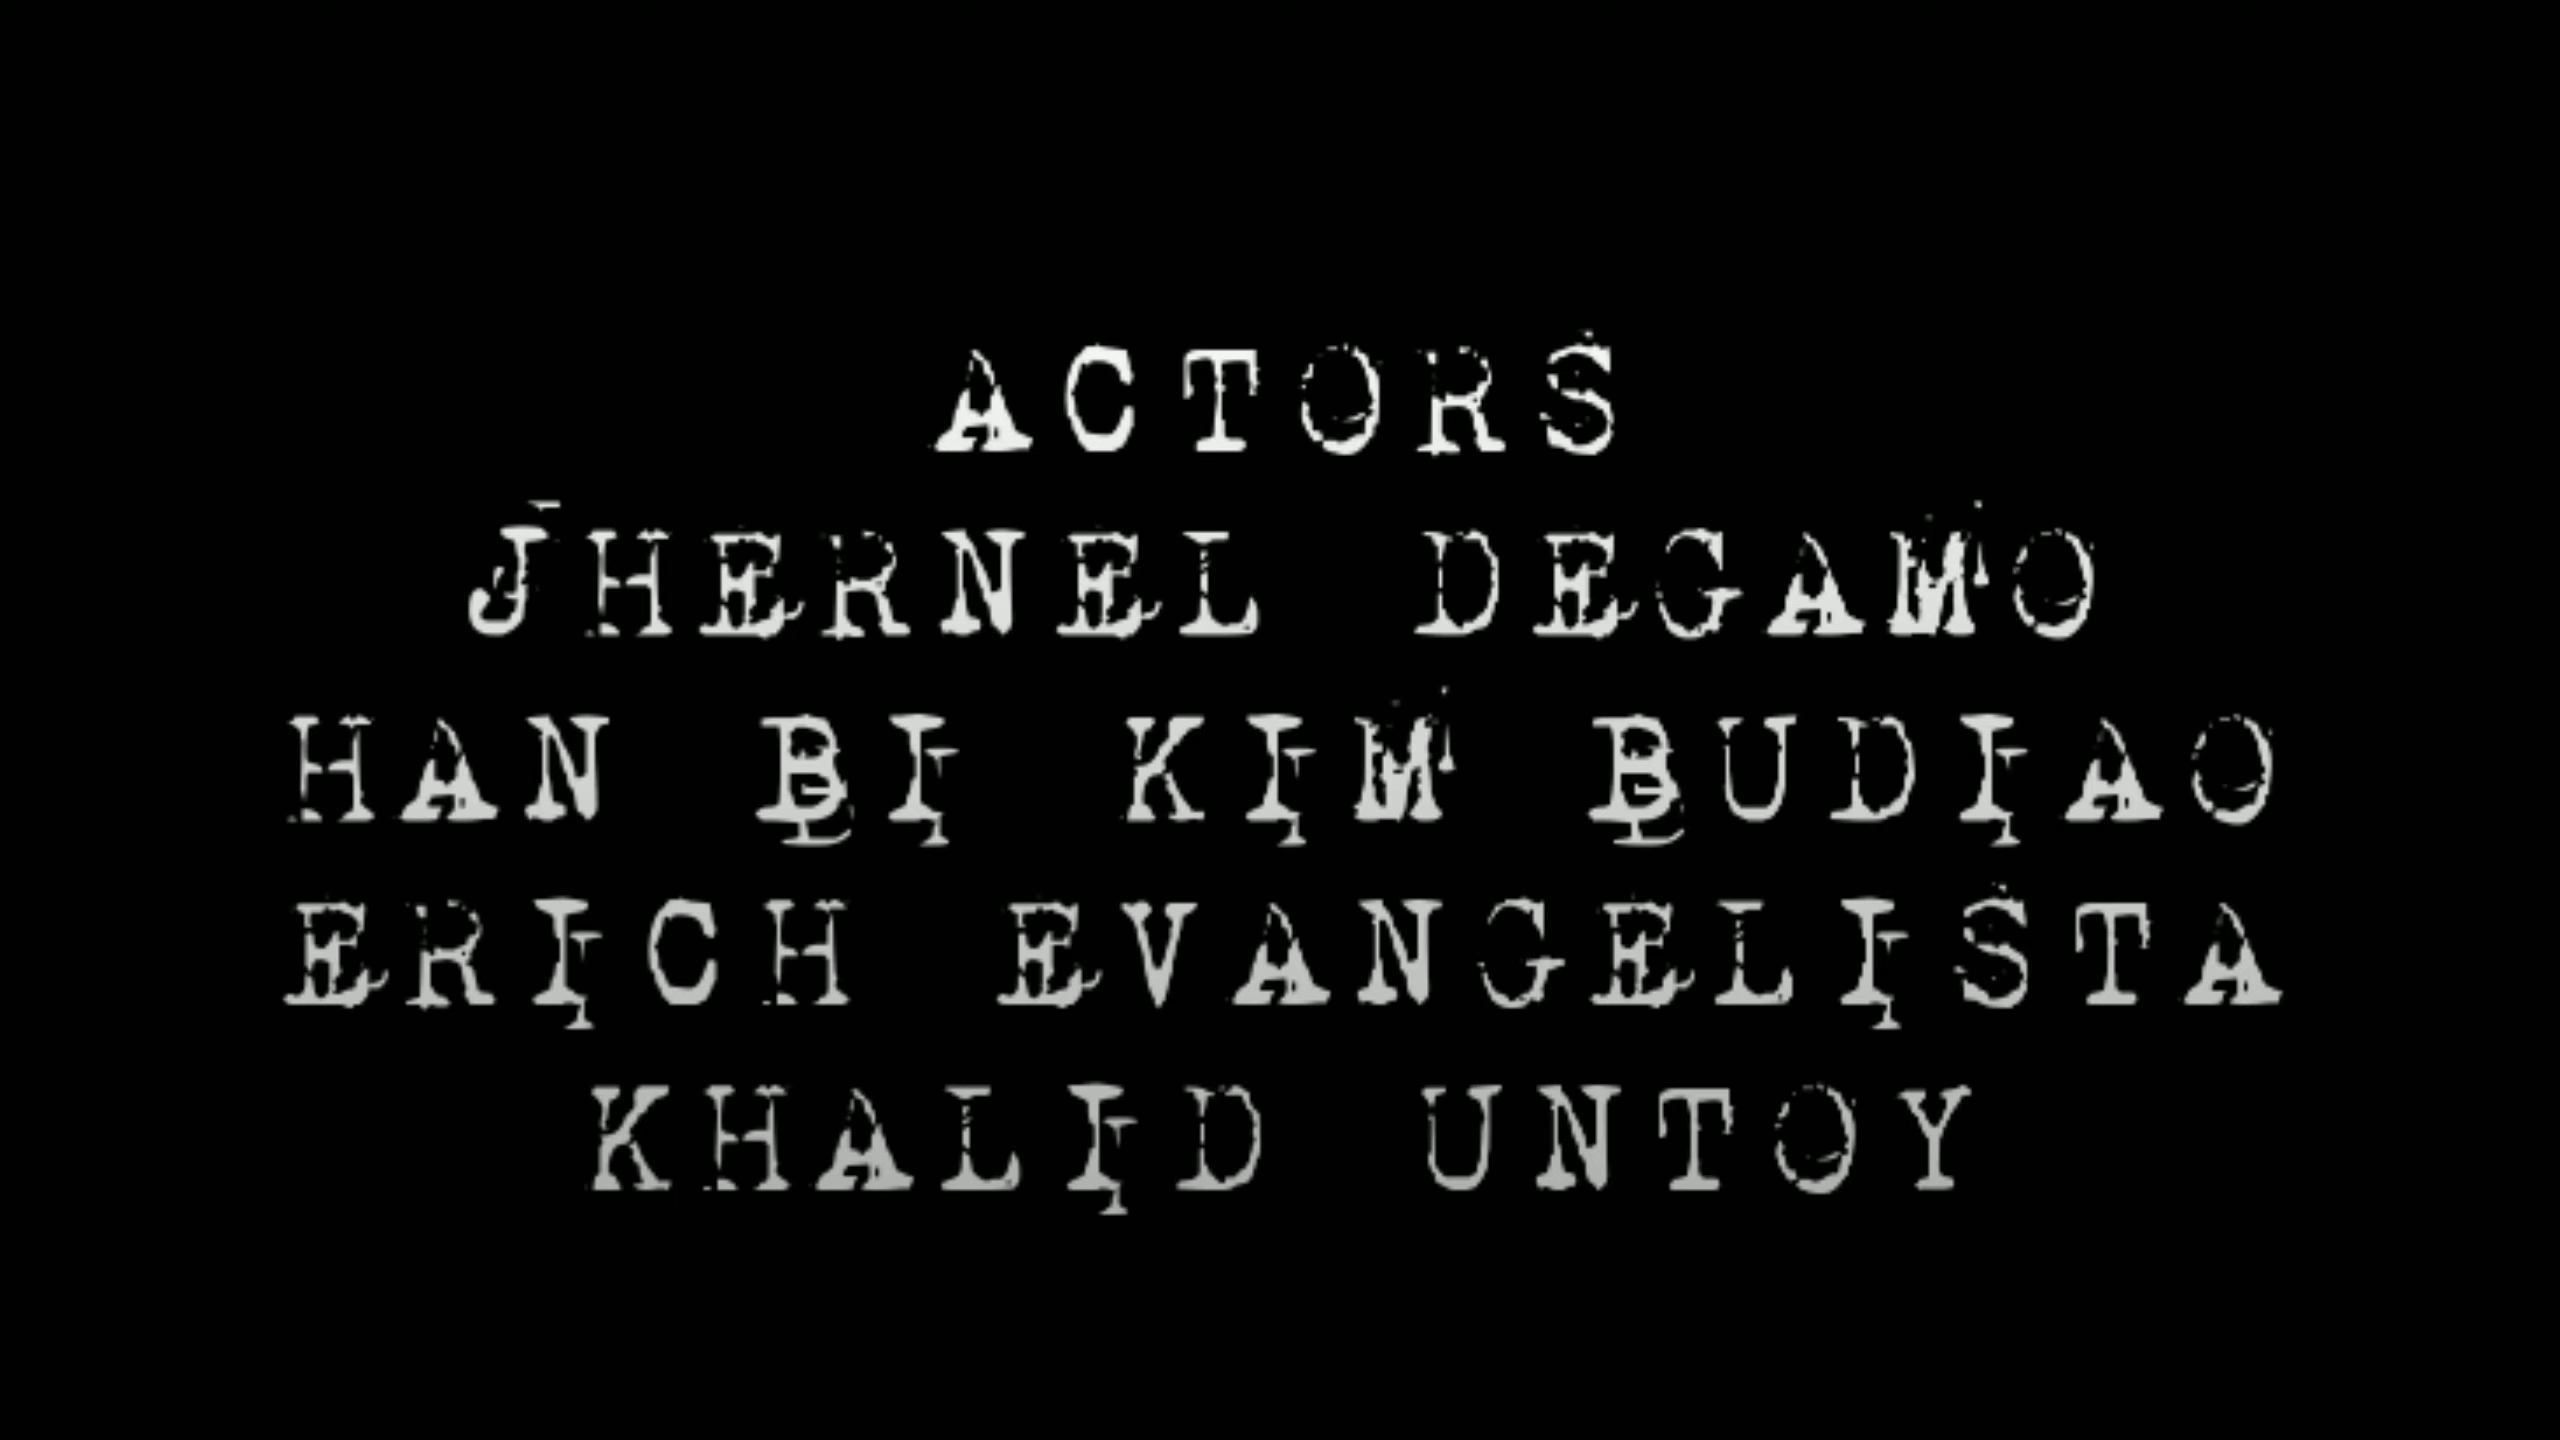 ACTORS
JHERNEL DEGAMO
HAN BI KIM BUDIAO
ERICH EVANGELISTA
KHALID UNTOY